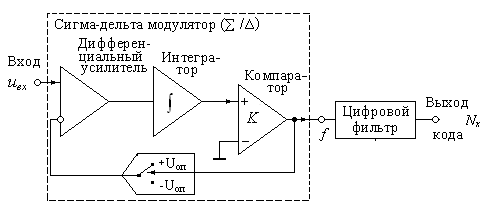 Сигма-дельта модулятор (∑ /Δ)
Дифферен-
циальный
усилитель
Интегра-
тор
Компара-
тор
Вход
uвх
∫
+
K
−
+Uоп
-Uоп
f
Цифровой
фильтр
Выход
Nx
кода